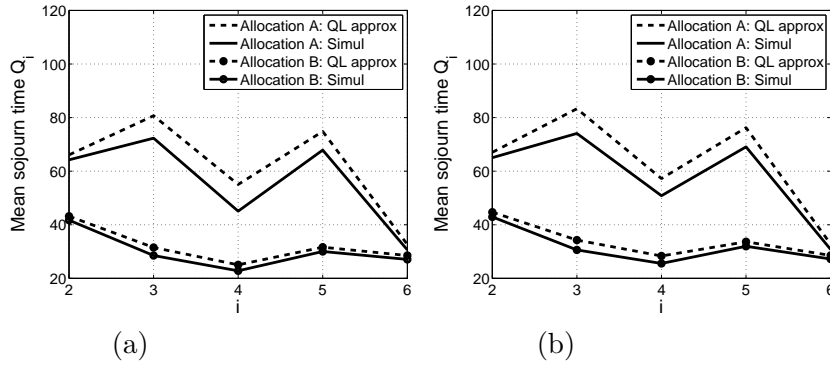 Mean sojourn time Q_i
120
100
80
60
40
20
2
3
4
5
6
i
Allocation A: QL approx
Allocation A: Simul
Allocation B: QL approx
Allocation B: Simul
(a)
Mean sojourn time Q_i
120
100
80
60
40
20
2
3
4
5
6
i
Allocation A: QL approx
Allocation A: Simul
Allocation B: QL approx
Allocation B: Simul
(b)